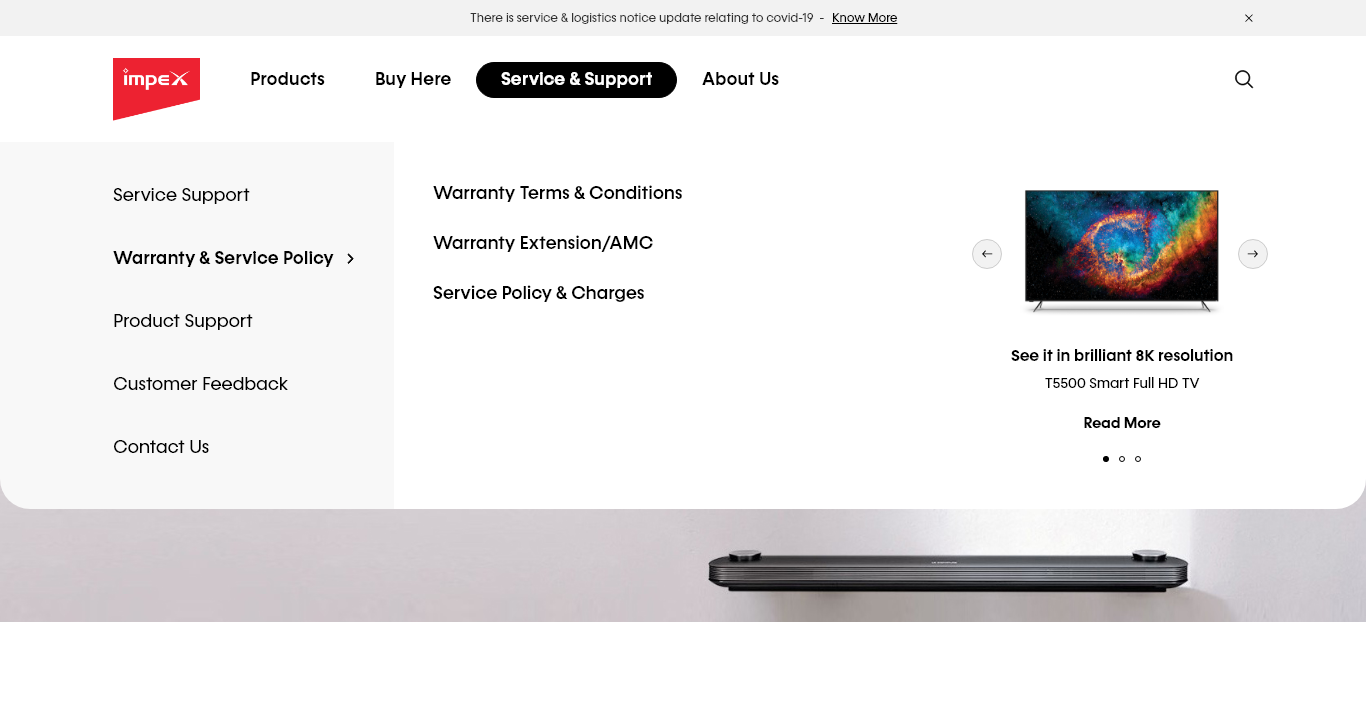 There is service & logistics notice update relating to covid-19 - Know More
impex
Products
Buy Here
Service & Support
About Us
Service Support
Warranty & Service Policy
Product Support
Customer Feedback
Contact Us
Warranty Terms & Conditions
Warranty Extension/AMC
Service Policy & Charges
See it in brilliant 8K resolution
T5500 Smart Full HD TV
Read More